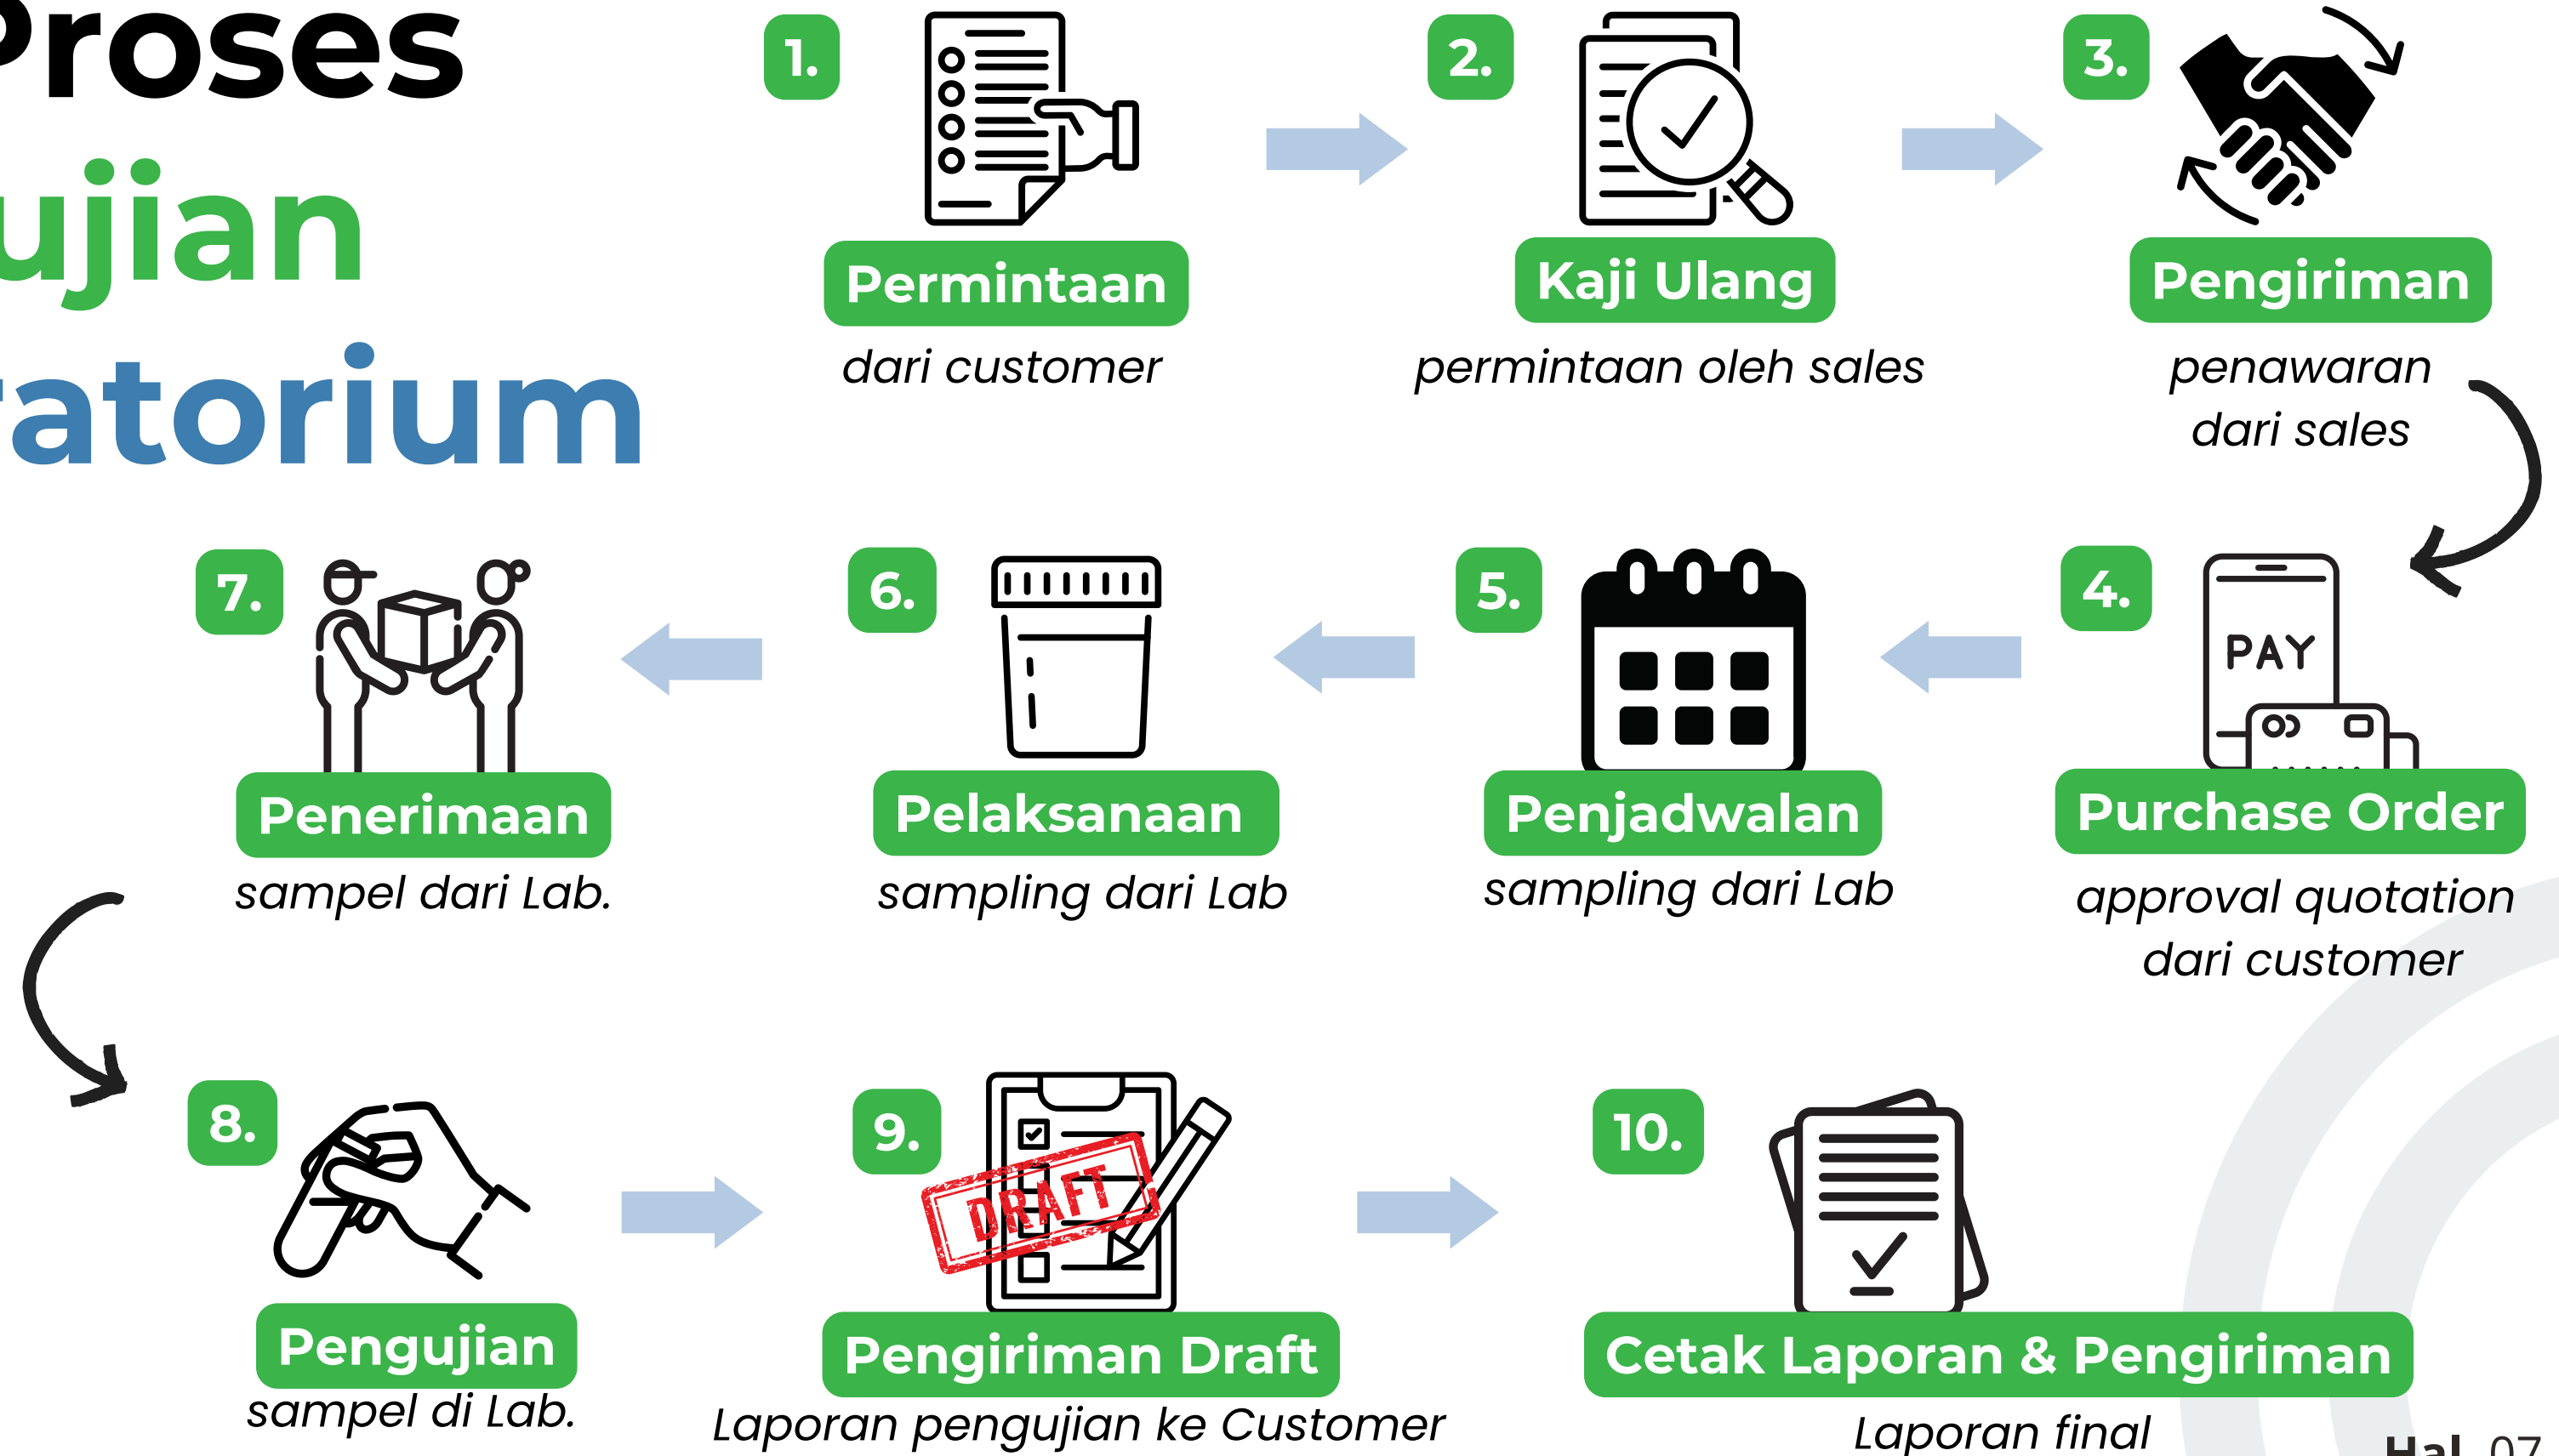 Proses
ujian
ratorium
1.
Permintaan
dari customer
2.
Kaji Ulang
permintaan oleh sales
3.
Pengiriman
penawaran
dari sales
4.
PAY
Purchase Order
approval quotation
dari customer
5.
Penjadwalan
sampling dari Lab
6.
Pelaksanaan
sampling dari Lab
7.
Penerimaan
sampel dari Lab.
8.
Pengujian
sampel di Lab.
9.
DRAFT
Pengiriman Draft
Laporan pengujian ke Customer
10.
Cetak Laporan & Pengiriman
Laporan final
Hal. 07